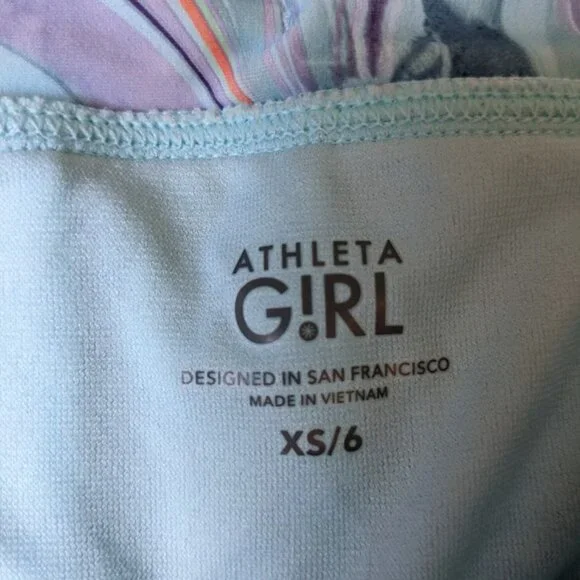 ATHLETA
G!RL
DESIGNED IN SAN FRANCISCO
MADE IN VIETNAM
XS/6